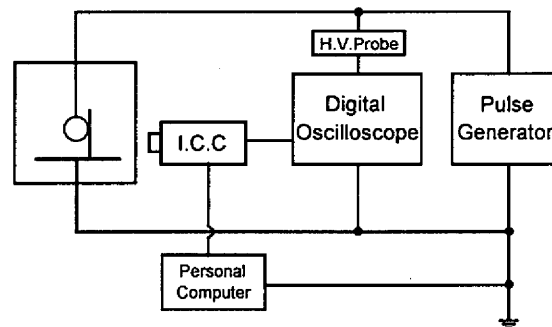 H.V.Probe
Digital
Oscilloscope
Pulse
Generator
I.C.C
Personal
Computer